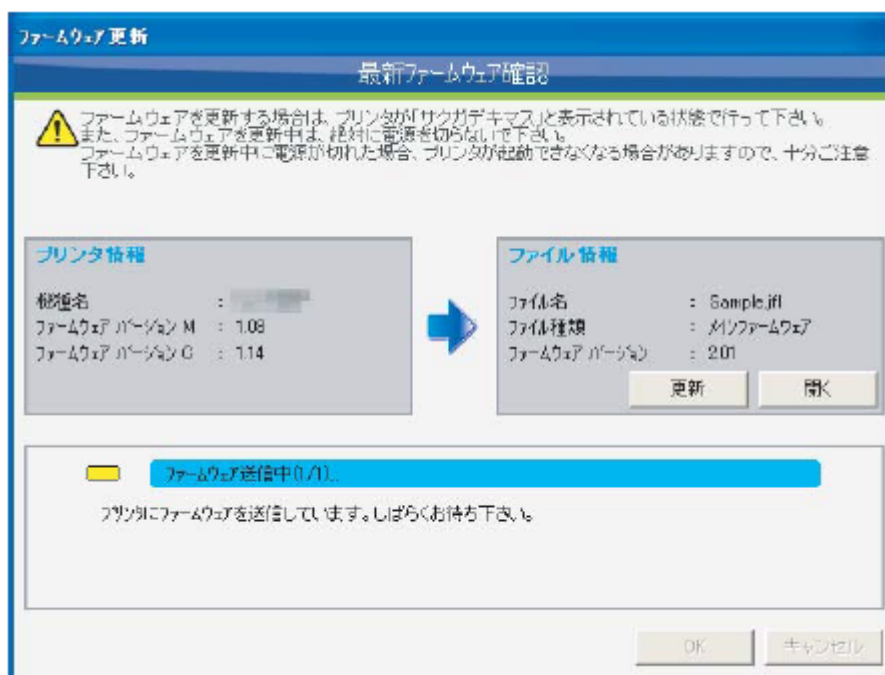 ファームウェア更新
最新ファームウェア確認
ファームウェアを更新する場合は、プリンタが「サクガデキマス」と表示されている状態で行って下さい。
また、ファームウェアを更新中は、絶対に電源を切らないで下さい。
ファームウェアを更新中に電源が切れた場合、プリンタが起動できなくなる場合がありますので、十分ご注意
下さい。
プリンタ情報
機種名 :
ファームウェア バージョン M : 1.08
ファームウェア バージョン C : 1.14
ファイル情報
ファイル名 : Sample.jfl
ファイル種類 : メインファームウェア
ファームウェア バージョン : 2.01
更新
開く
ファームウェア送信中(1/1)...
プリンタにファームウェアを送信しています。しばらくお待ち下さい。
OK
キャンセル